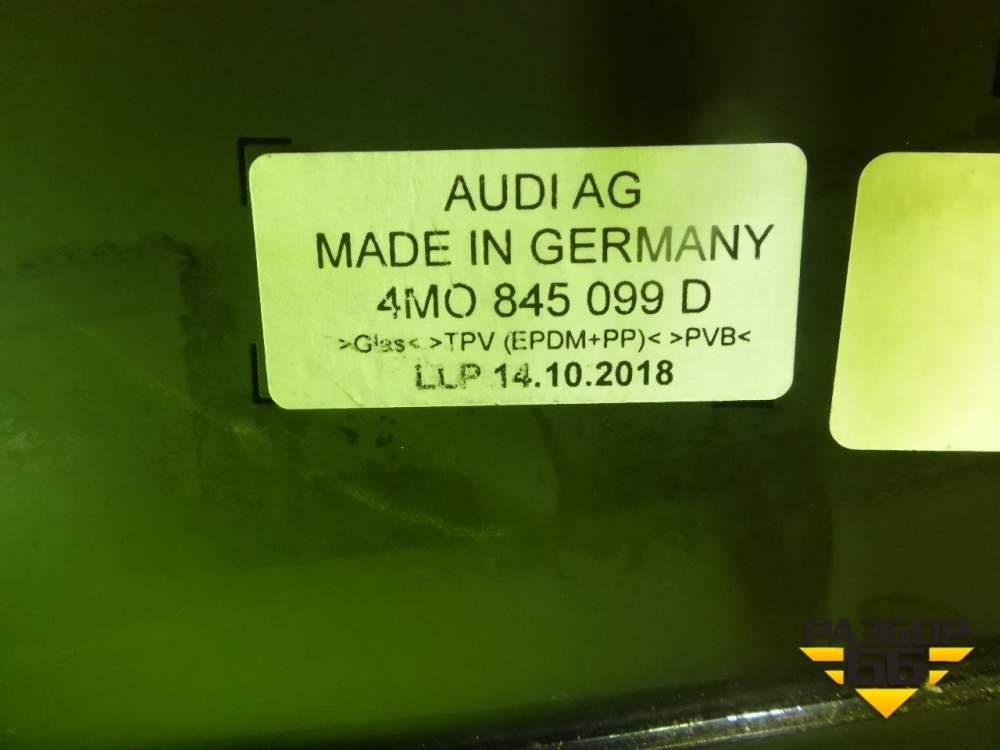 AUDI AG
MADE IN GERMANY
4M0 845 099 D
>Glas< >TPV (EPDM+PP)< >PVB<
LLP 14.10.2018
РАЗБОР
66